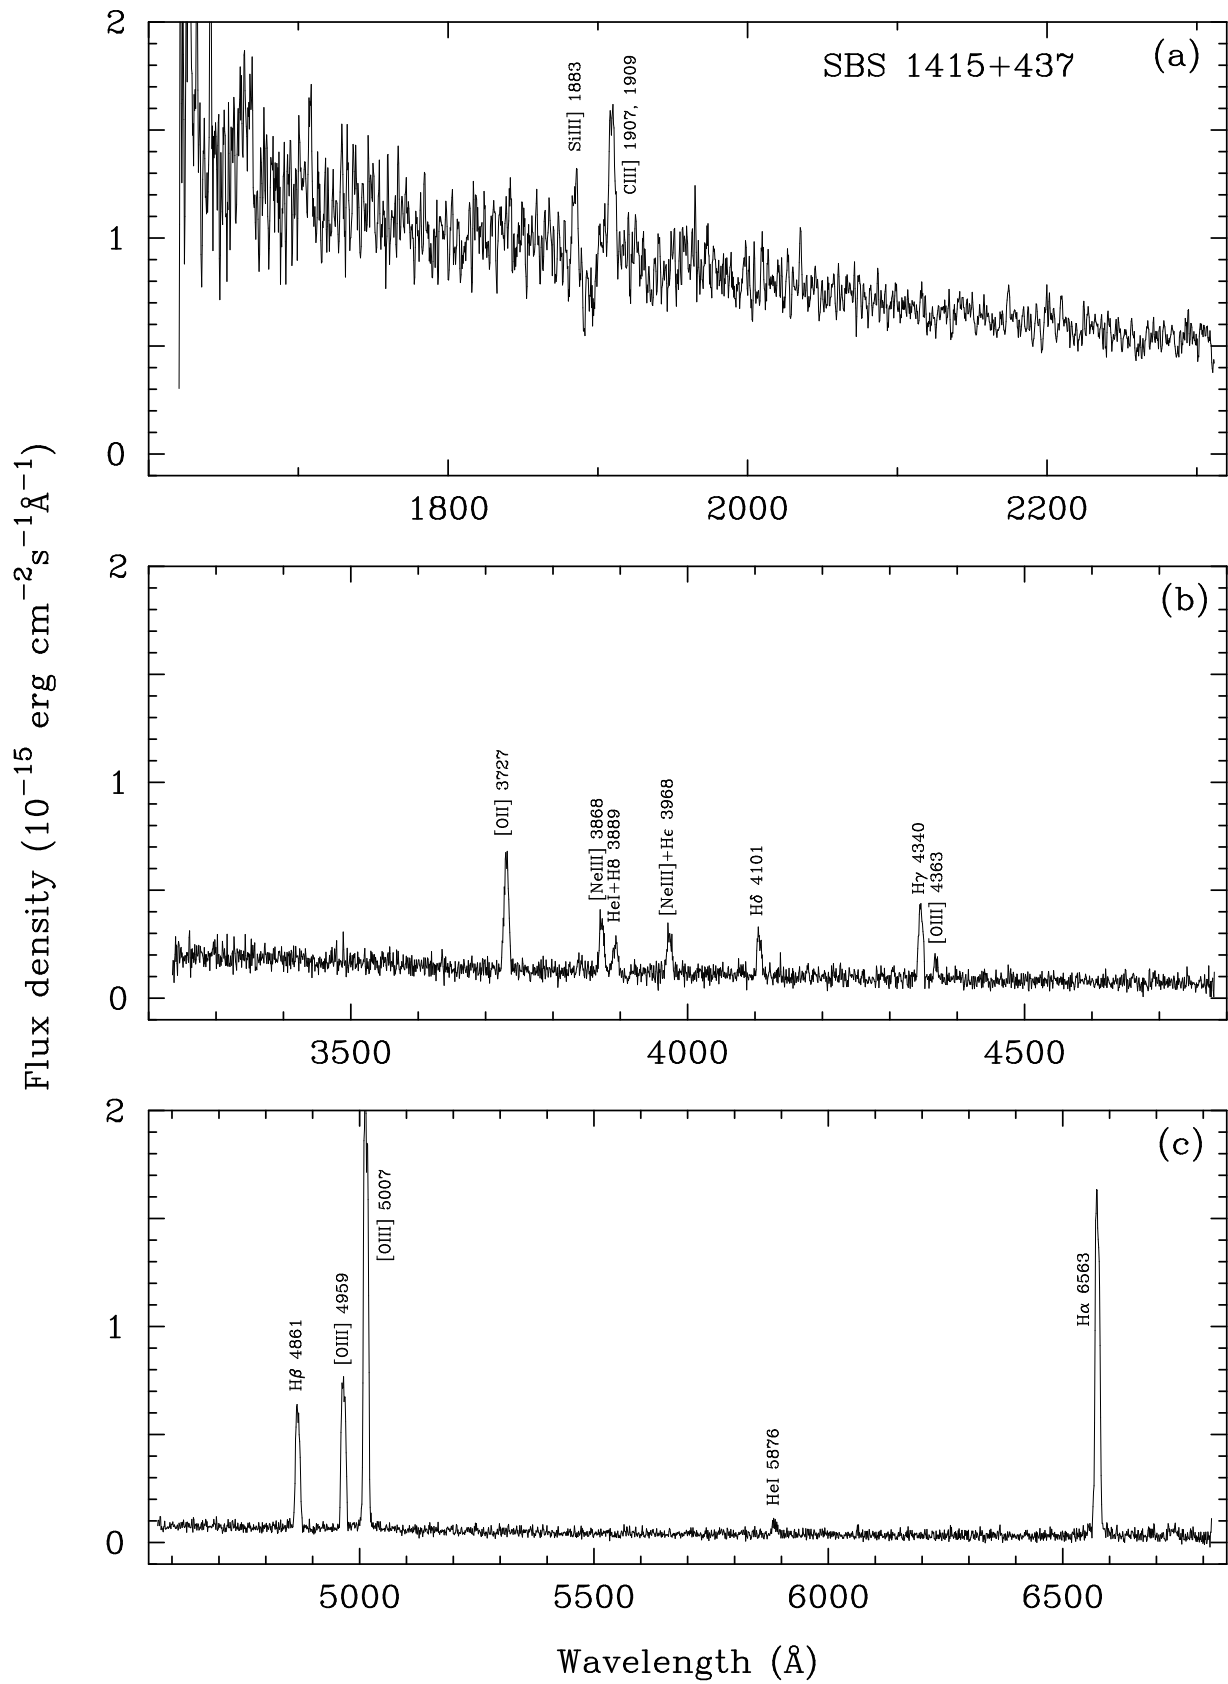 2
(a)
SBS 1415+437
SiIII] 1883
CIII] 1907, 1909
1
0
1800
2000
2200
Flux density (10−15 erg cm−2s−1Å−1)
2
(b)
1
[OII] 3727
[NeIII] 3868
HeI+H8 3889
[NeIII]+Hϵ 3968
Hδ 4101
Hγ 4340
[OIII] 4363
0
3500
4000
4500
2
(c)
[OIII] 5007
Hβ 4861
[OIII] 4959
1
HeI 5876
Hα 6563
0
5000
5500
6000
6500
Wavelength (Å)